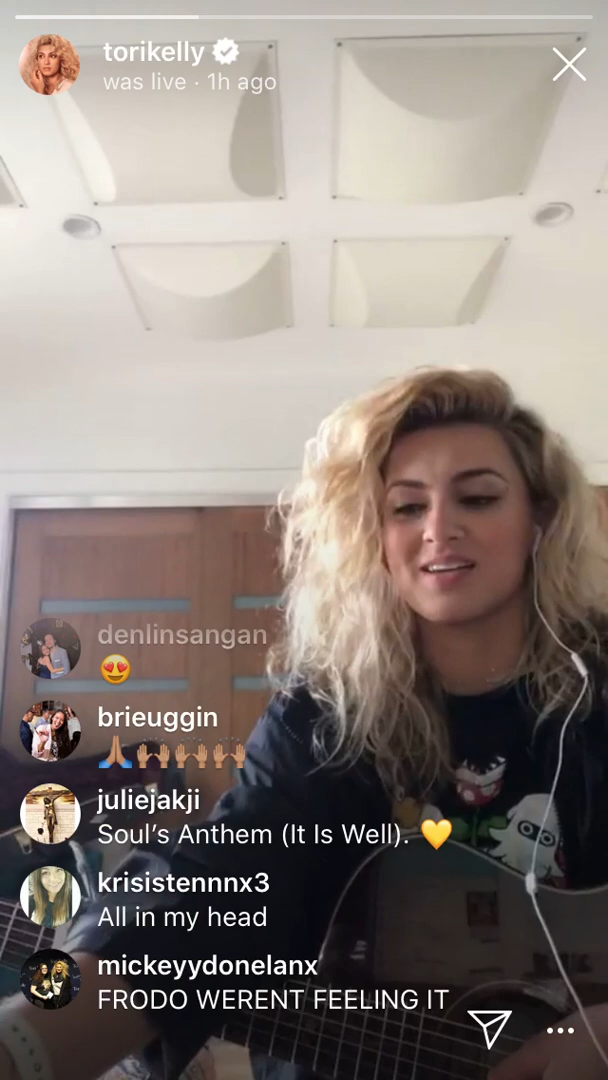 torikelly
was live · 1h ago
denlinsangan
😍
brieuggin
🙏🏽🙌🏽🙌🏽🙌🏽
juliejakji
Soul’s Anthem (It Is Well). 💛
krisistennnx3
All in my head
mickeyydonelanx
FRODO WERENT FEELING IT